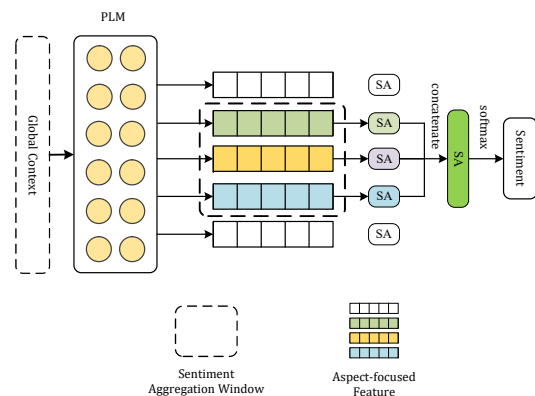 PLM
Global Context
SA
SA
SA
SA
SA
concatenate
SA
softmax
Sentiment
Sentiment
Aggregation Window
Aspect-focused
Feature